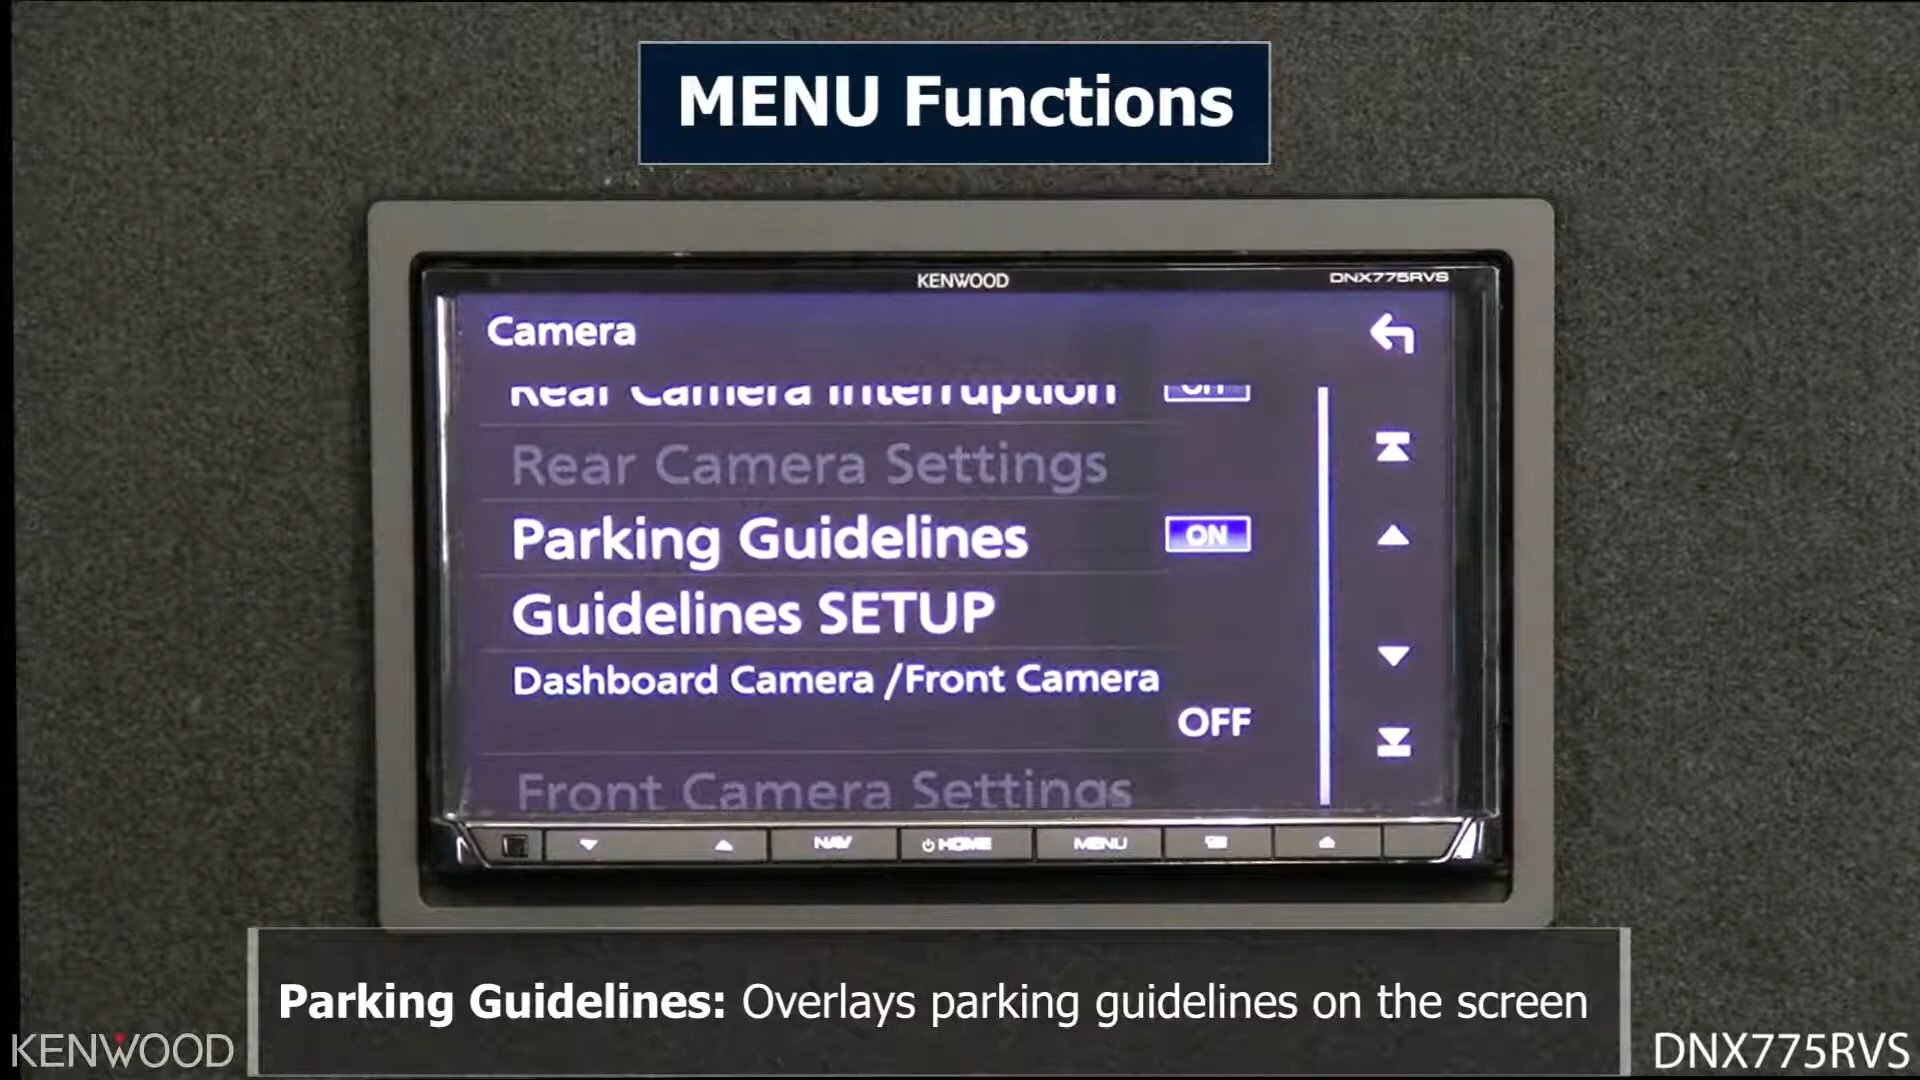 MENU Functions
KENWOOD
DNX775RVS
Camera
Rear Camera Interruption
Rear Camera Settings
Parking Guidelines ON
Guidelines SETUP
Dashboard Camera /Front Camera
OFF
Front Camera Settings
NAV HOME MENU
Parking Guidelines: Overlays parking guidelines on the screen
KENWOOD
DNX775RVS